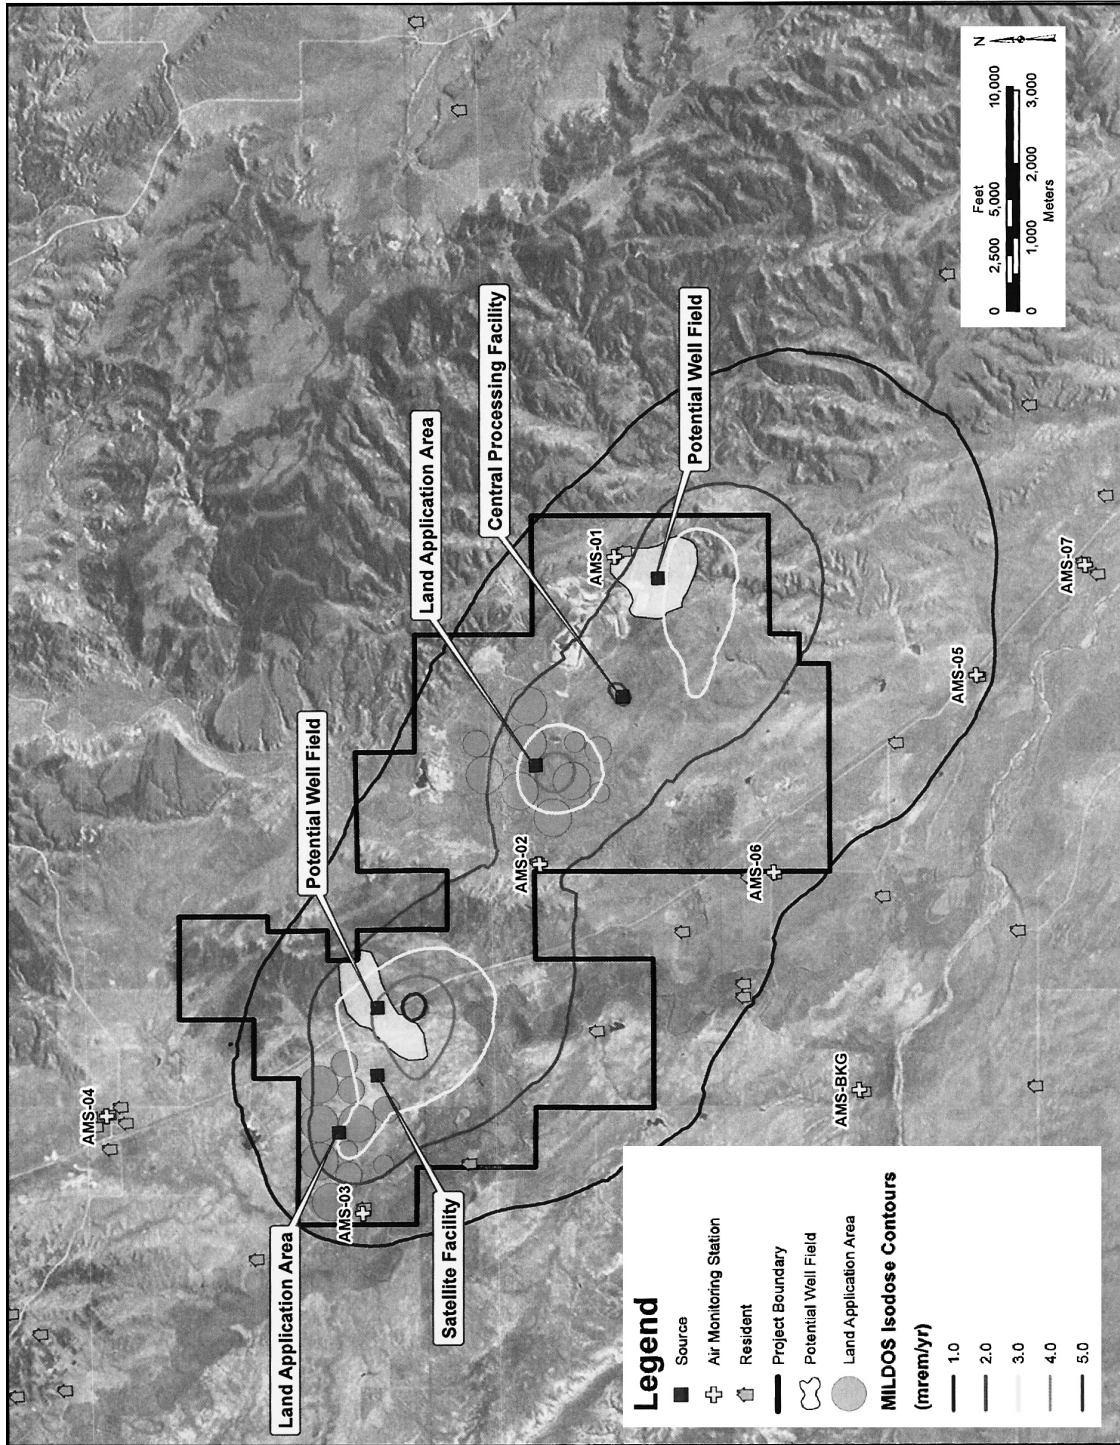 AMS-04
AMS-03
Land Application Area
Satellite Facility
Potential Well Field
AMS-02
Land Application Area
Central Processing Facility
AMS-01
Potential Well Field
AMS-06
AMS-BKG
AMS-05
AMS-07
Legend
Source
Air Monitoring Station
Resident
Project Boundary
Potential Well Field
Land Application Area
MILDOS Isodose Contours
(mrem/yr)
1.0
2.0
3.0
4.0
5.0
N
Feet
0 2,500 5,000 10,000
0 1,000 2,000 3,000
Meters